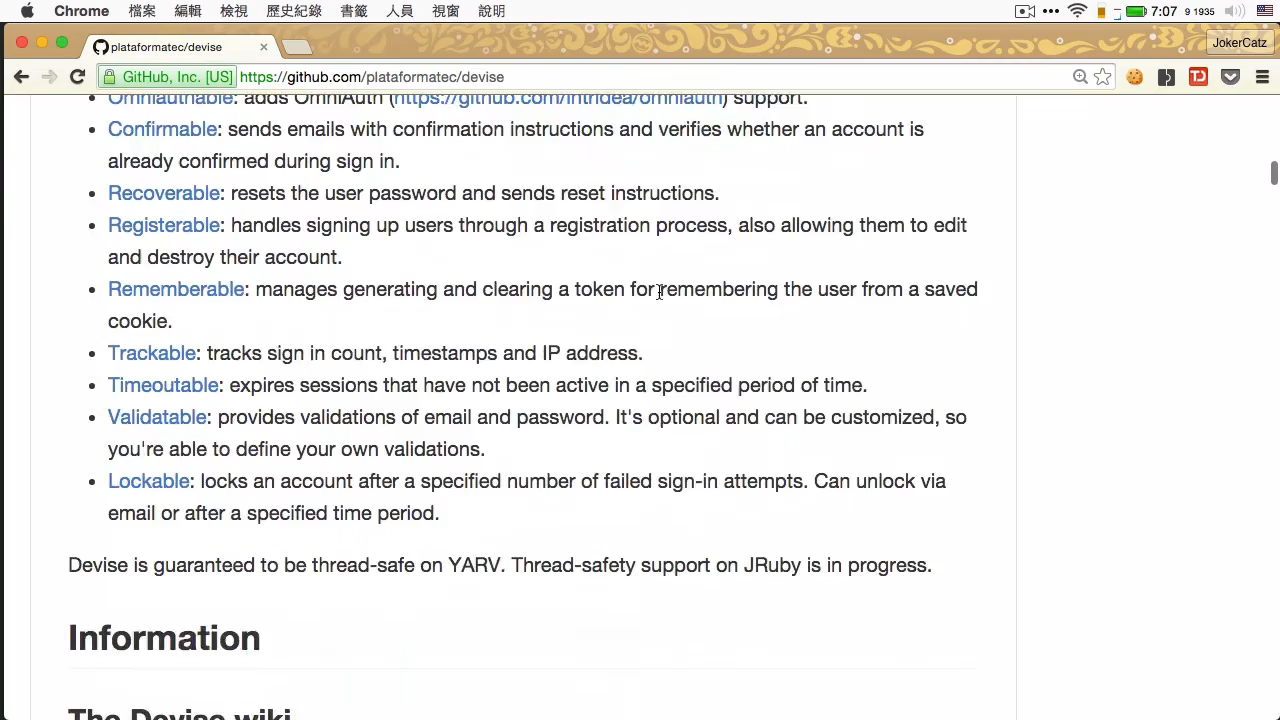 Chrome 檔案 編輯 檢視 歷史紀錄 書籤 人員 視窗 說明 7:07 9 1935
plataformatec/devise JokerCatz
GitHub, Inc. [US] https://github.com/plataformatec/devise
Omniauthable: adds OmniAuth (https://github.com/intridea/omniauth) support.
Confirmable: sends emails with confirmation instructions and verifies whether an account is
already confirmed during sign in.
Recoverable: resets the user password and sends reset instructions.
Registerable: handles signing up users through a registration process, also allowing them to edit
and destroy their account.
Rememberable: manages generating and clearing a token for remembering the user from a saved
cookie.
Trackable: tracks sign in count, timestamps and IP address.
Timeoutable: expires sessions that have not been active in a specified period of time.
Validatable: provides validations of email and password. It's optional and can be customized, so
you're able to define your own validations.
Lockable: locks an account after a specified number of failed sign-in attempts. Can unlock via
email or after a specified time period.
Devise is guaranteed to be thread-safe on YARV. Thread-safety support on JRuby is in progress.
Information
The Devise wiki